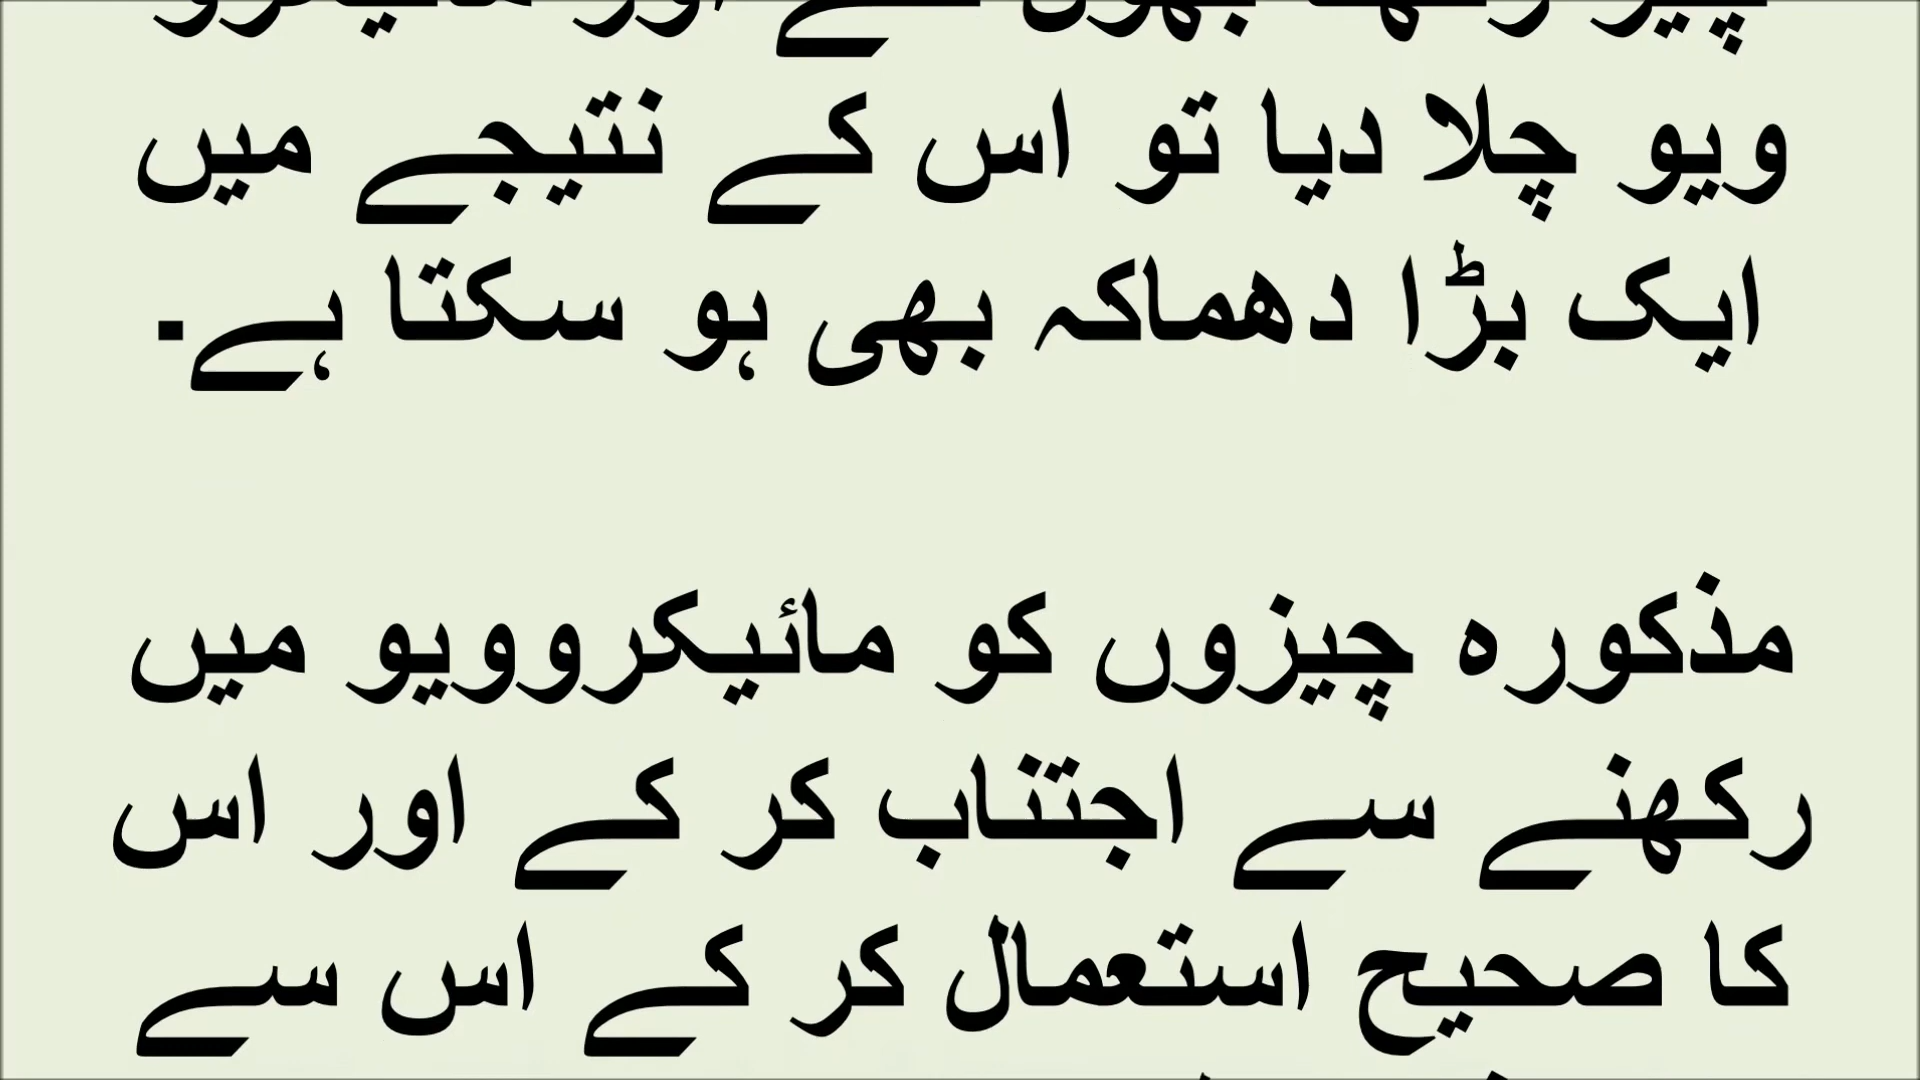 ویو چلا دیا تو اس کے نتیجے میں
ایک بڑا دھماکہ بھی ہو سکتا ہے.
مذکورہ چیزوں کو مائیکروویو میں
رکھنے سے اجتناب کر کے اور اس
کا صحیح استعمال کر کے اس سے